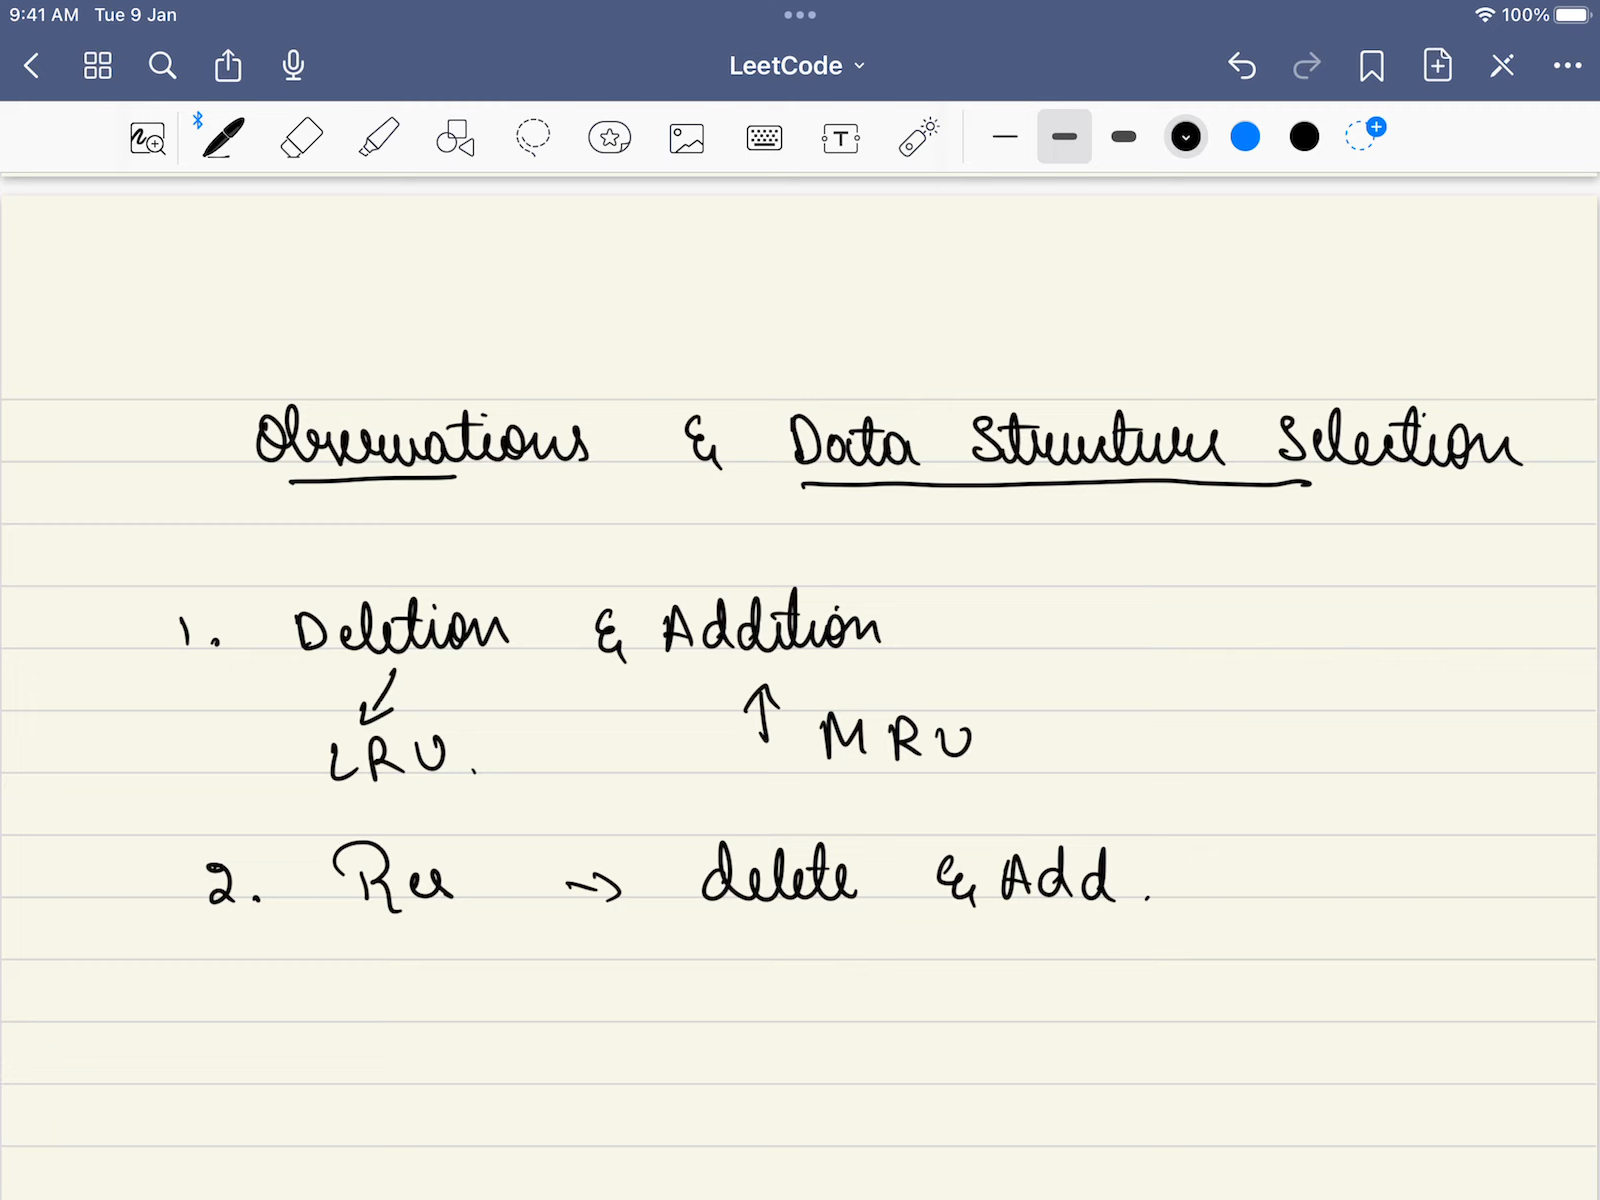 9:41 AM Tue 9 Jan 100%
LeetCode
T
Observations & Data Structure Selection
1. Deletion & Addition
LRU. MRU
2. → delete & Add.